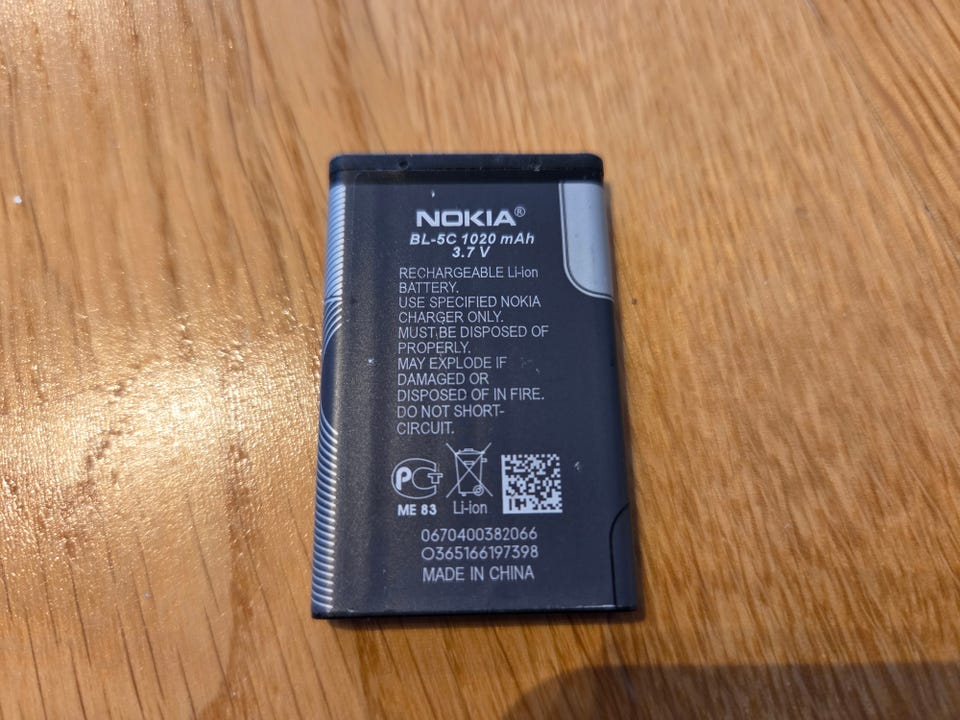 NOKIA®
BL-5C 1020 mAh
3.7 V
RECHARGEABLE Li-ion
BATTERY.
USE SPECIFIED NOKIA
CHARGER ONLY.
MUST BE DISPOSED OF
PROPERLY.
MAY EXPLODE IF
DAMAGED OR
DISPOSED OF IN FIRE.
DO NOT SHORT-
CIRCUIT.
РСТ
ME 83 Li-ion
0670400382066
O365166197398
MADE IN CHINA